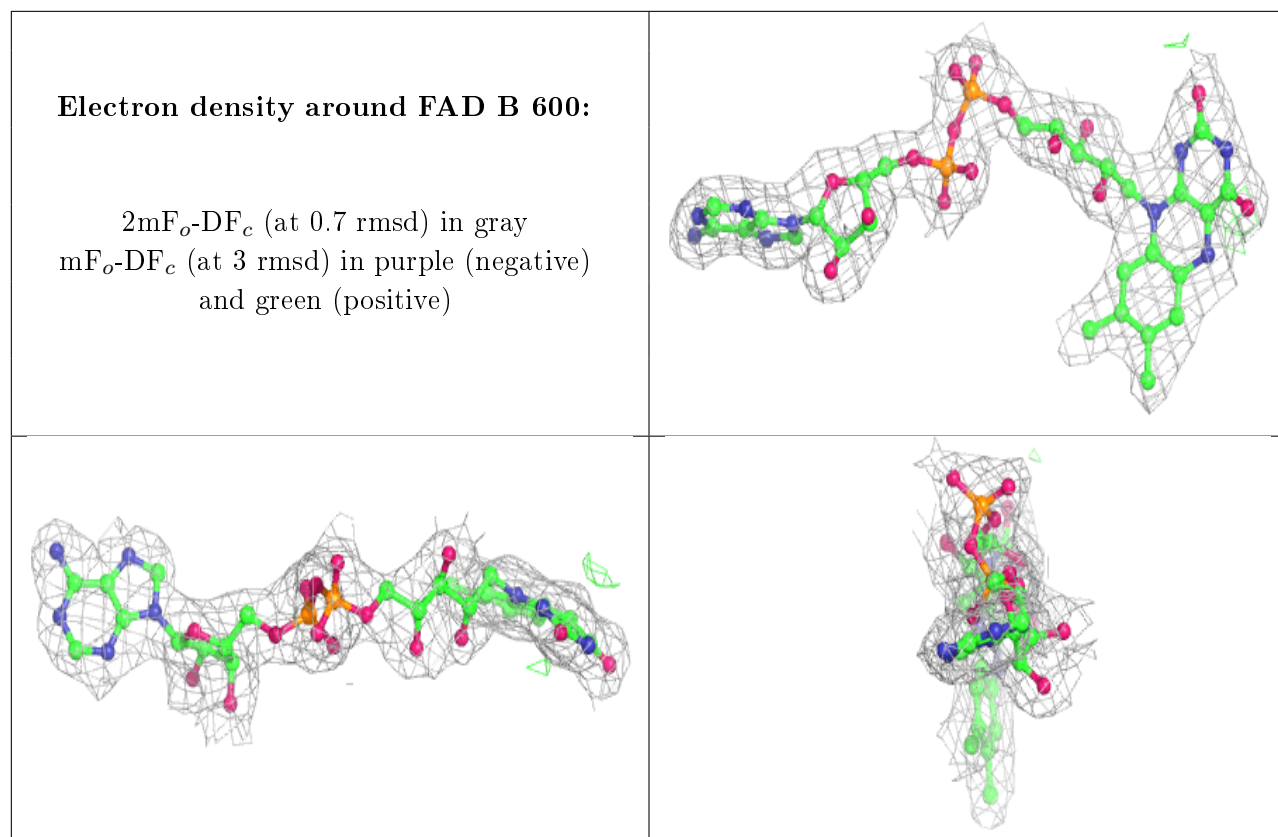 Electron density around FAD B 600:
2mFo-DFc (at 0.7 rmsd) in gray
mFo-DFc (at 3 rmsd) in purple (negative)
and green (positive)